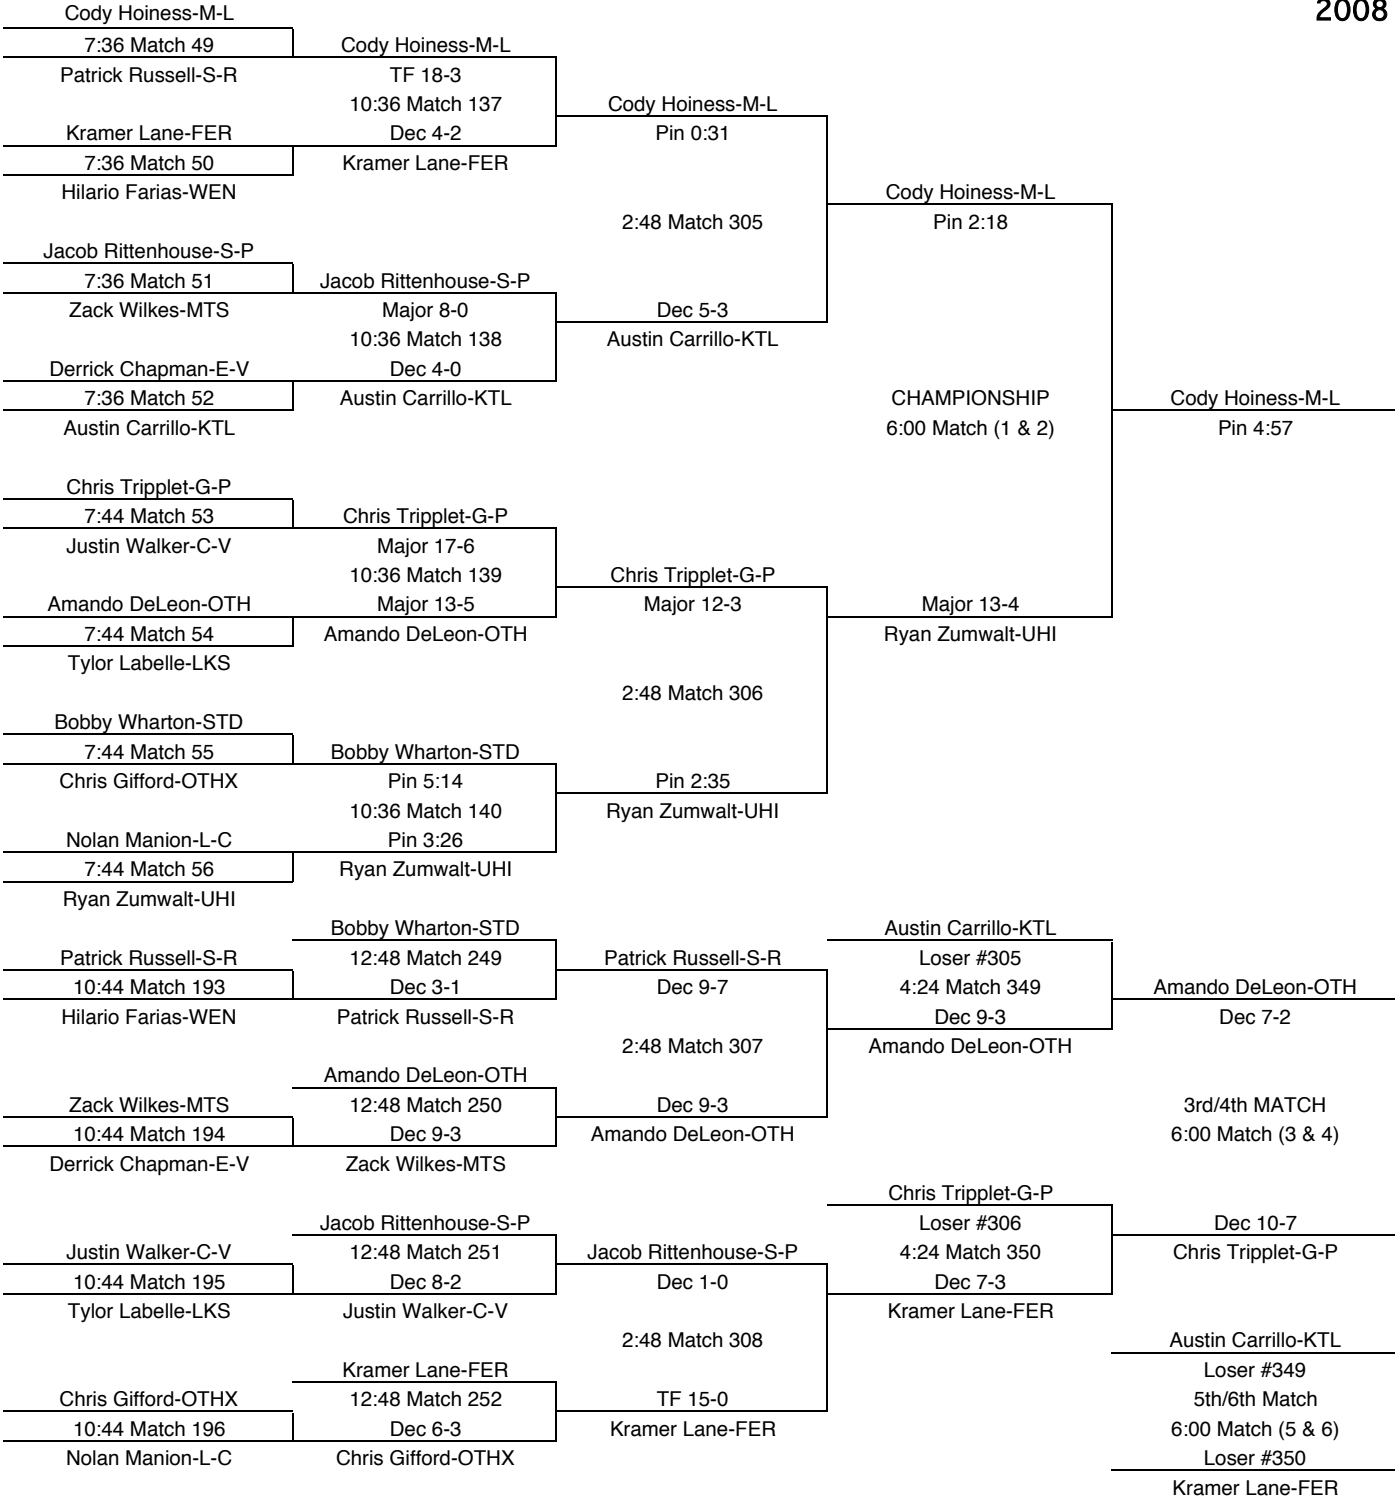 2008
Cody Hoiness-M-L
7:36 Match 49
Patrick Russell-S-R
Kramer Lane-FER
7:36 Match 50
Hilario Farias-WEN
Jacob Rittenhouse-S-P
7:36 Match 51
Zack Wilkes-MTS
Derrick Chapman-E-V
7:36 Match 52
Austin Carrillo-KTL
Chris Tripplet-G-P
7:44 Match 53
Justin Walker-C-V
Amando DeLeon-OTH
7:44 Match 54
Tylor Labelle-LKS
Bobby Wharton-STD
7:44 Match 55
Chris Gifford-OTHX
Nolan Manion-L-C
7:44 Match 56
Ryan Zumwalt-UHI
Cody Hoiness-M-L
TF 18-3
10:36 Match 137
Dec 4-2
Kramer Lane-FER
Jacob Rittenhouse-S-P
Major 8-0
10:36 Match 138
Dec 4-0
Austin Carrillo-KTL
Chris Tripplet-G-P
Major 17-6
10:36 Match 139
Major 13-5
Amando DeLeon-OTH
Bobby Wharton-STD
Pin 5:14
10:36 Match 140
Pin 3:26
Ryan Zumwalt-UHI
Cody Hoiness-M-L
Pin 0:31
2:48 Match 305
Dec 5-3
Austin Carrillo-KTL
Chris Tripplet-G-P
Major 12-3
2:48 Match 306
Pin 2:35
Ryan Zumwalt-UHI
Cody Hoiness-M-L
Pin 2:18
CHAMPIONSHIP
6:00 Match (1 & 2)
Major 13-4
Ryan Zumwalt-UHI
Cody Hoiness-M-L
Pin 4:57
Patrick Russell-S-R
10:44 Match 193
Hilario Farias-WEN
Zack Wilkes-MTS
10:44 Match 194
Derrick Chapman-E-V
Justin Walker-C-V
10:44 Match 195
Tylor Labelle-LKS
Chris Gifford-OTHX
10:44 Match 196
Nolan Manion-L-C
Bobby Wharton-STD
12:48 Match 249
Dec 3-1
Patrick Russell-S-R
Amando DeLeon-OTH
12:48 Match 250
Dec 9-3
Zack Wilkes-MTS
Jacob Rittenhouse-S-P
12:48 Match 251
Dec 8-2
Justin Walker-C-V
Kramer Lane-FER
12:48 Match 252
Dec 6-3
Chris Gifford-OTHX
Patrick Russell-S-R
Dec 9-7
2:48 Match 307
Dec 9-3
Amando DeLeon-OTH
Jacob Rittenhouse-S-P
Dec 1-0
2:48 Match 308
TF 15-0
Kramer Lane-FER
Austin Carrillo-KTL
Loser #305
4:24 Match 349
Dec 9-3
Amando DeLeon-OTH
Chris Tripplet-G-P
Loser #306
4:24 Match 350
Dec 7-3
Kramer Lane-FER
Amando DeLeon-OTH
Dec 7-2
3rd/4th MATCH
6:00 Match (3 & 4)
Dec 10-7
Chris Tripplet-G-P
Austin Carrillo-KTL
Loser #349
5th/6th Match
6:00 Match (5 & 6)
Loser #350
Kramer Lane-FER